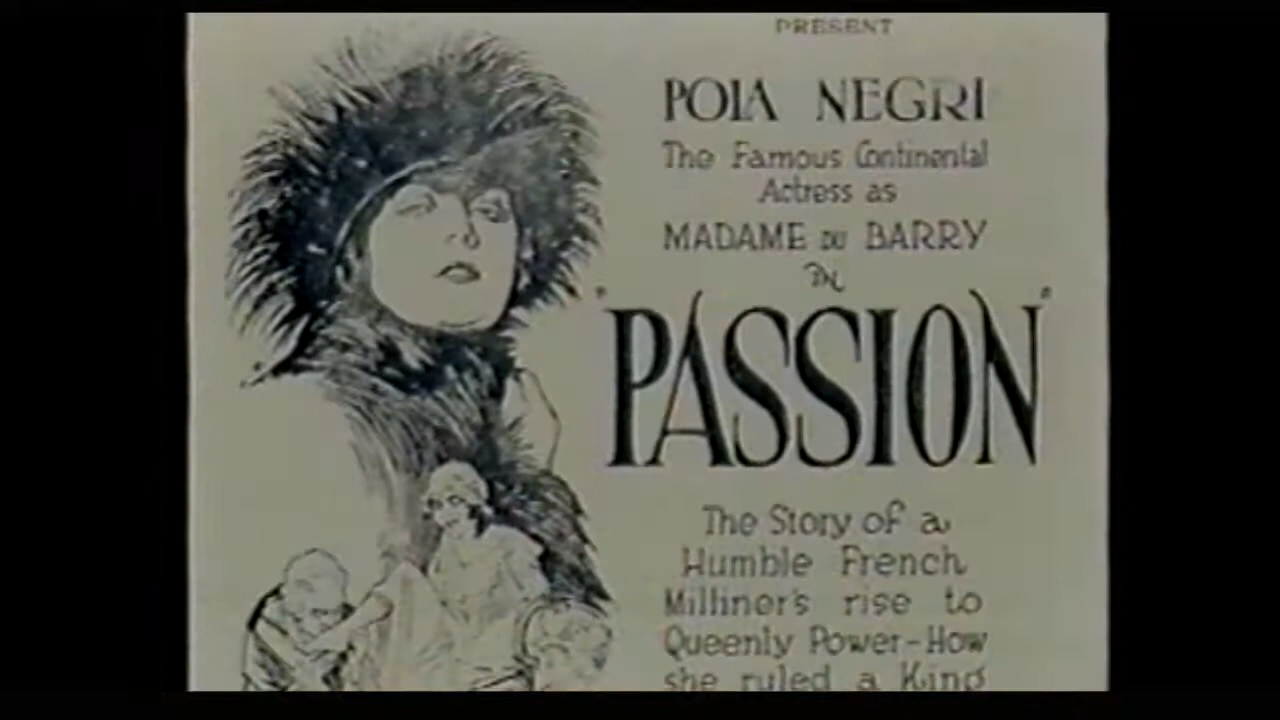 PRESENT
POLA NEGRI
The Famous Continental
Actress as
MADAME DU BARRY
IN
"PASSION"
The Story of a
Humble French
Milliner's rise to
Queenly Power-How
she ruled a King